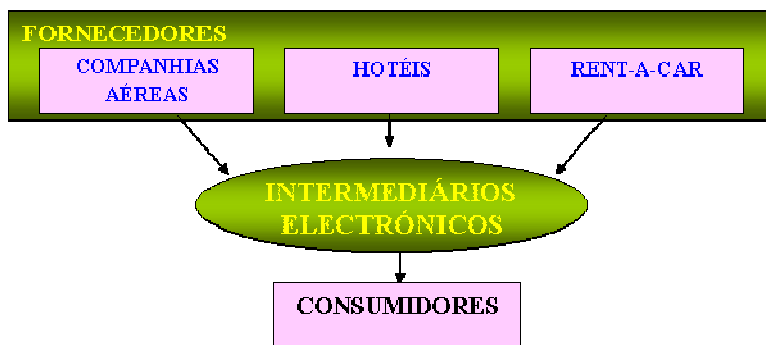 FORNECEDORES
COMPANHIAS
AÉREAS
HOTÉIS
RENT-A-CAR
INTERMEDIÁRIOS
ELECTRÓNICOS
CONSUMIDORES